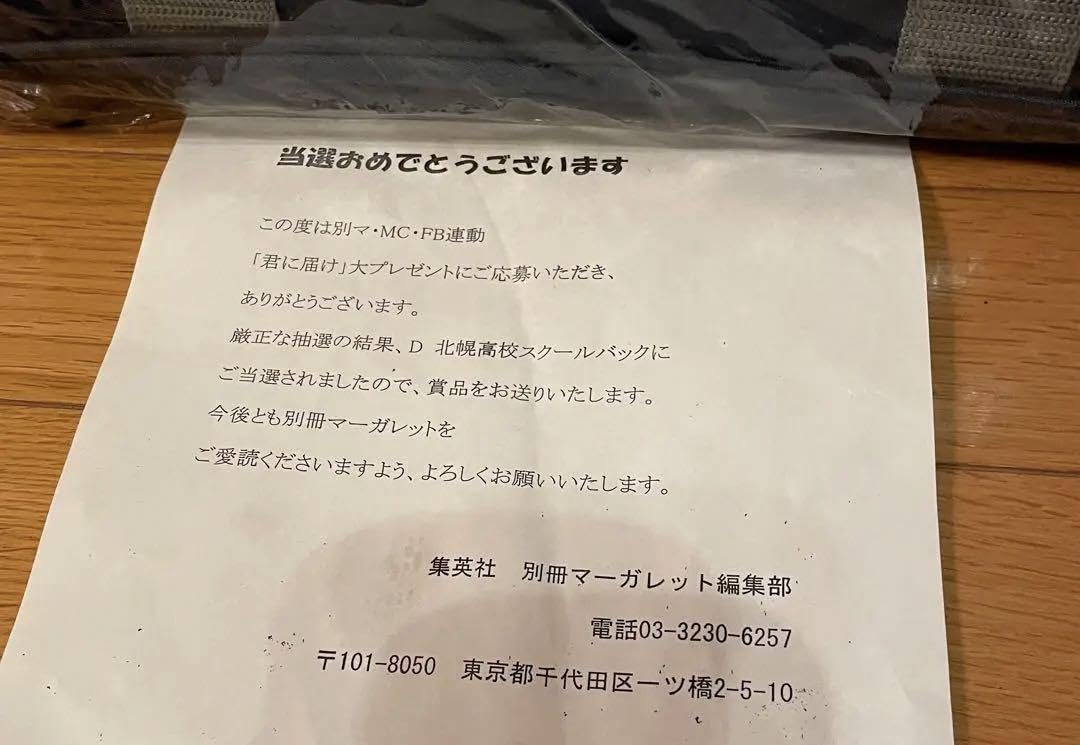 当選おめでとうございます
この度は別マ・MC・FB連動
「君に届け」大プレゼントにご応募いただき、
ありがとうございます。
厳正な抽選の結果、D 北幌高校スクールバックに
ご当選されましたので、賞品をお送りいたします。
今後とも別冊マーガレットを
ご愛読くださいますよう、よろしくお願いいたします。
集英社 別冊マーガレット編集部
電話03-3230-6257
〒101-8050 東京都千代田区一ツ橋2-5-10